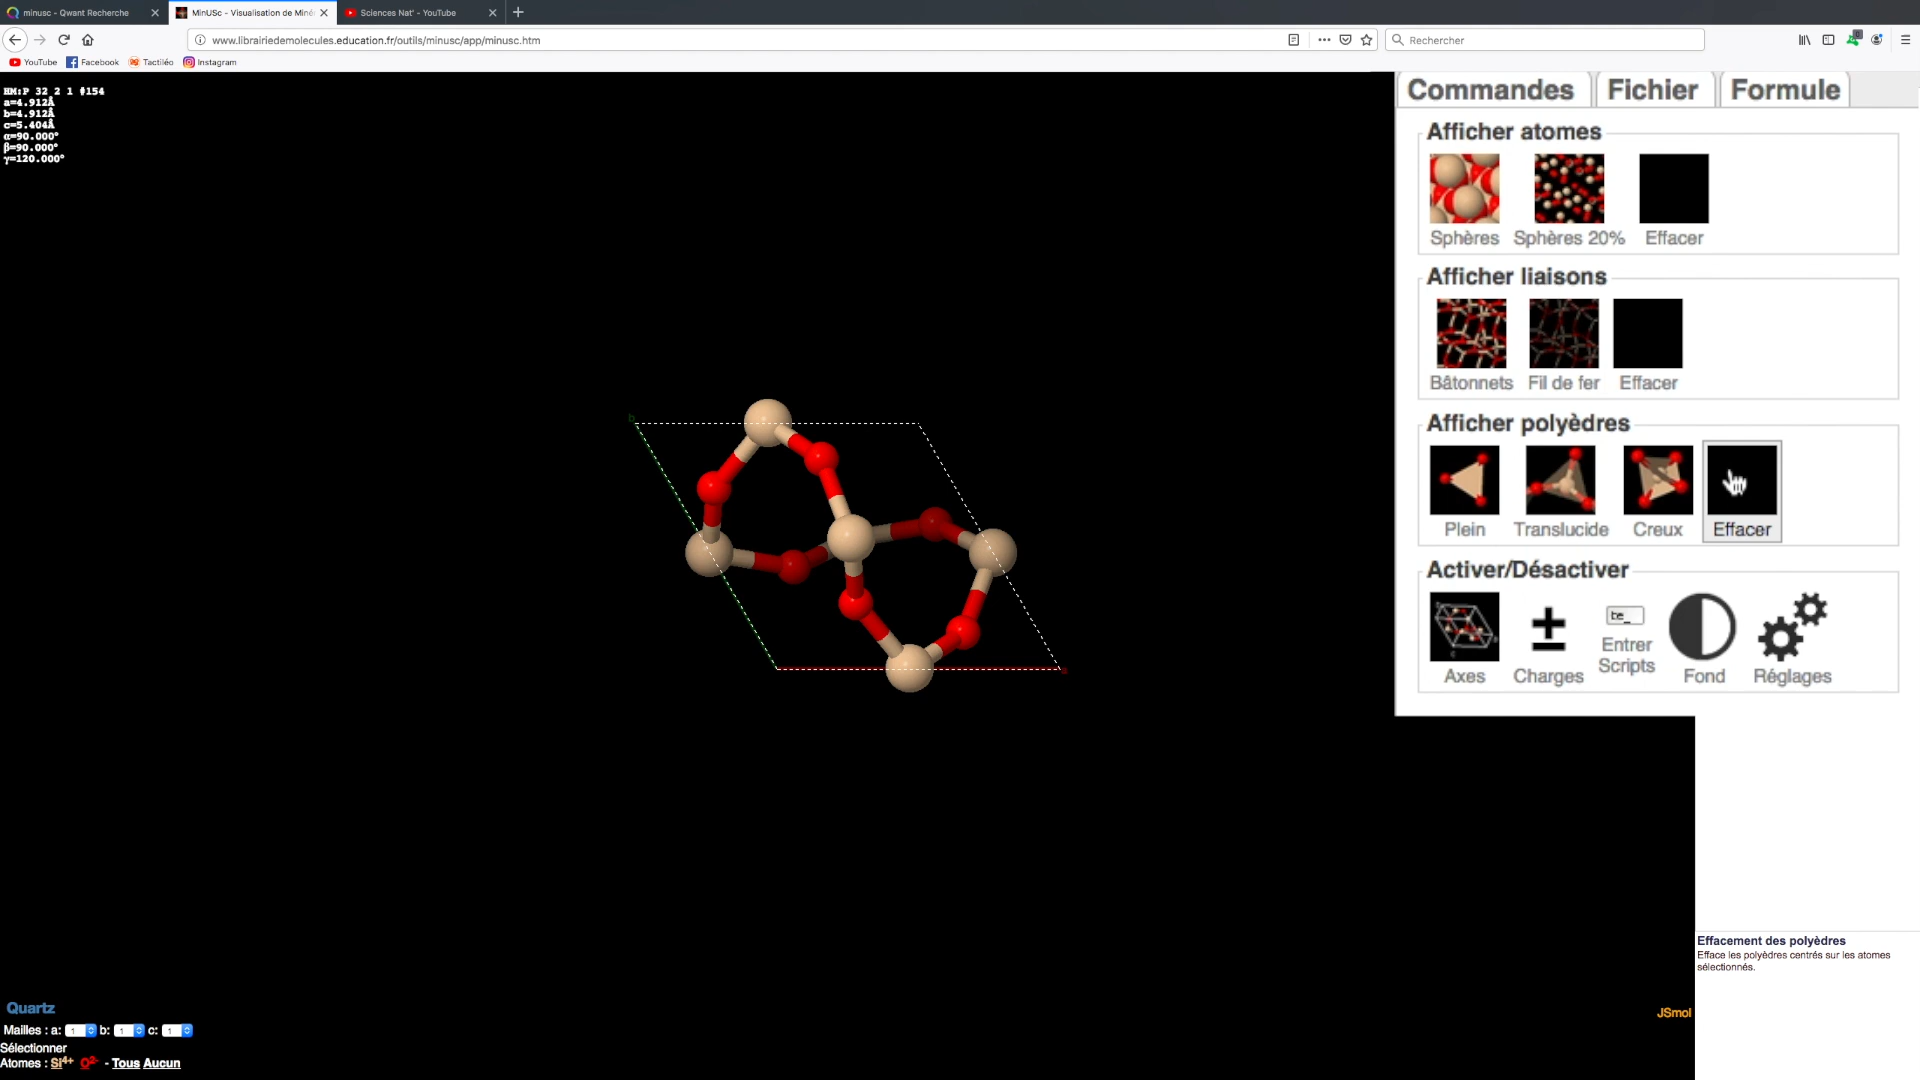 minusc - Qwant Recherche
MinUSc - Visualisation de Miné
Sciences Nat' - YouTube
www.librairiedemolecules.education.fr/outils/minusc/app/minusc.htm
Rechercher
YouTube Facebook Tactiléo Instagram
HM:P 32 2 1 #154
a=4.912Å
b=4.912Å
c=5.404Å
α=90.000°
β=90.000°
γ=120.000°
b
a
Commandes Fichier Formule
Afficher atomes
Sphères Sphères 20% Effacer
Afficher liaisons
Bâtonnets Fil de fer Effacer
Afficher polyèdres
Plein Translucide Creux Effacer
Activer/Désactiver
Axes Charges Entrer Scripts Fond Réglages
Effacement des polyèdres
Efface les polyèdres centrés sur les atomes
sélectionnés.
JSmol
Quartz
Mailles : a: 1 b: 1 c: 1
Sélectionner
Atomes : Si4+ O2- - Tous Aucun